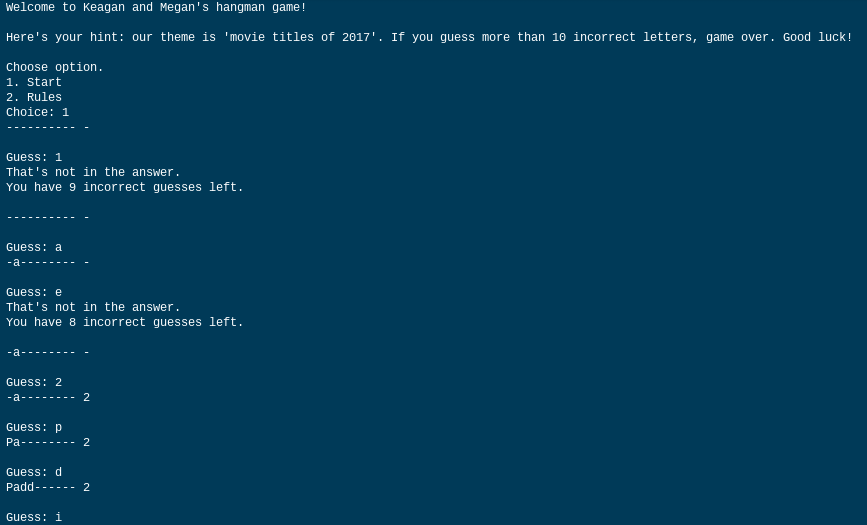 Welcome to Keagan and Megan's hangman game!
Here's your hint: our theme is 'movie titles of 2017'. If you guess more than 10 incorrect letters, game over. Good luck!
Choose option.
1. Start
2. Rules
Choice: 1
---------- -
Guess: 1
That's not in the answer.
You have 9 incorrect guesses left.
---------- -
Guess: a
-a-------- -
Guess: e
That's not in the answer.
You have 8 incorrect guesses left.
-a-------- -
Guess: 2
-a-------- 2
Guess: p
Pa-------- 2
Guess: d
Padd------ 2
Guess: i